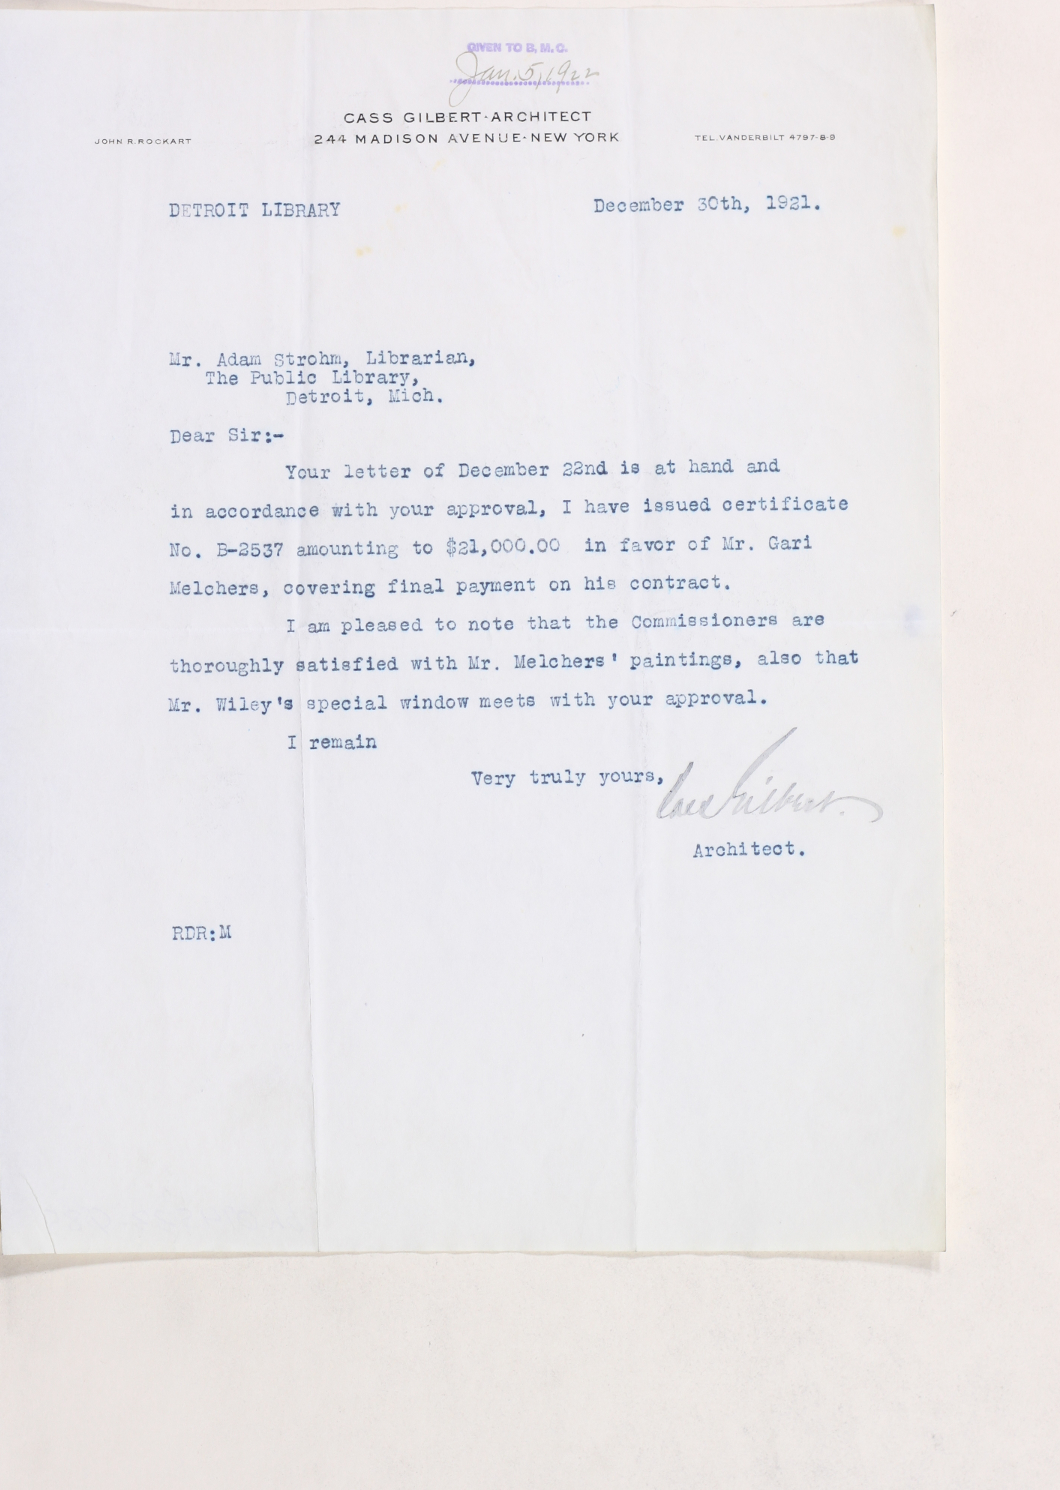 GIVEN TO B. M. C.
Jan. 5, 1922
CASS GILBERT-ARCHITECT
JOHN R. ROCKART 244 MADISON AVENUE-NEW YORK TEL. VANDERBILT 4797-8-9
DETROIT LIBRARY December 30th, 1921.
Mr. Adam Strohm, Librarian,
The Public Library,
Detroit, Mich.
Dear Sir:-
Your letter of December 22nd is at hand and
in accordance with your approval, I have issued certificate
No. B-2537 amounting to $21,000.00 in favor of Mr. Gari
Melchers, covering final payment on his contract.
I am pleased to note that the Commissioners are
thoroughly satisfied with Mr. Melchers' paintings, also that
Mr. Wiley's special window meets with your approval.
I remain
Very truly yours,
Cass Gilbert.
Architect.
RDR:M